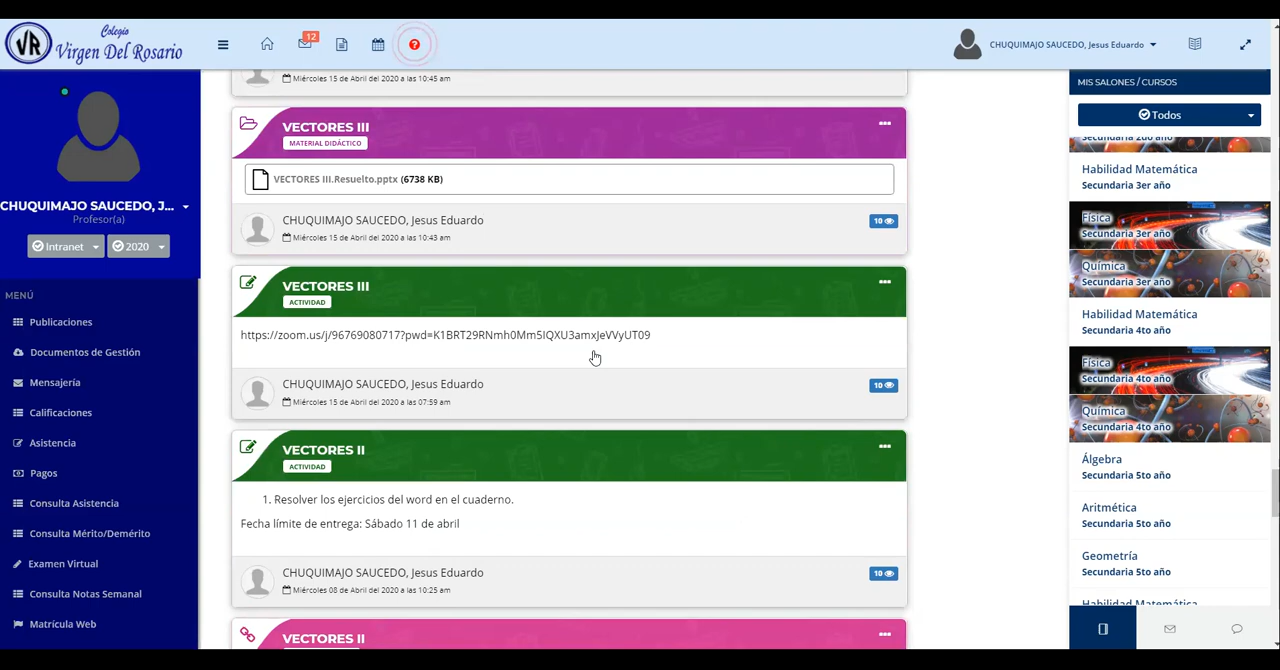 VR
Colegio
Virgen Del Rosario
12
?
CHUQUIMAJO SAUCEDO, Jesus Eduardo
CHUQUIMAJO SAUCEDO, J...
Profesor(a)
Intranet
2020
MENÚ
Publicaciones
Documentos de Gestión
Mensajería
Calificaciones
Asistencia
Pagos
Consulta Asistencia
Consulta Mérito/Demérito
Examen Virtual
Consulta Notas Semanal
Matrícula Web
Miércoles 15 de Abril del 2020 a las 10:45 am
VECTORES III
MATERIAL DIDÁCTICO
VECTORES III.Resuelto.pptx (6738 KB)
CHUQUIMAJO SAUCEDO, Jesus Eduardo
10
Miércoles 15 de Abril del 2020 a las 10:43 am
VECTORES III
ACTIVIDAD
https://zoom.us/j/96769080717?pwd=K1BRT29RNmh0Mm5IQXU3amxJeVVyUT09
CHUQUIMAJO SAUCEDO, Jesus Eduardo
10
Miércoles 15 de Abril del 2020 a las 07:59 am
VECTORES II
ACTIVIDAD
1. Resolver los ejercicios del word en el cuaderno.
Fecha límite de entrega: Sábado 11 de abril
CHUQUIMAJO SAUCEDO, Jesus Eduardo
10
Miércoles 08 de Abril del 2020 a las 10:25 am
VECTORES II
MIS SALONES / CURSOS
Todos
Secundaria 2do año
Habilidad Matemática
Secundaria 3er año
Física
Secundaria 3er año
Química
Secundaria 3er año
Habilidad Matemática
Secundaria 4to año
Física
Secundaria 4to año
Química
Secundaria 4to año
Álgebra
Secundaria 5to año
Aritmética
Secundaria 5to año
Geometría
Secundaria 5to año
Habilidad Matemática